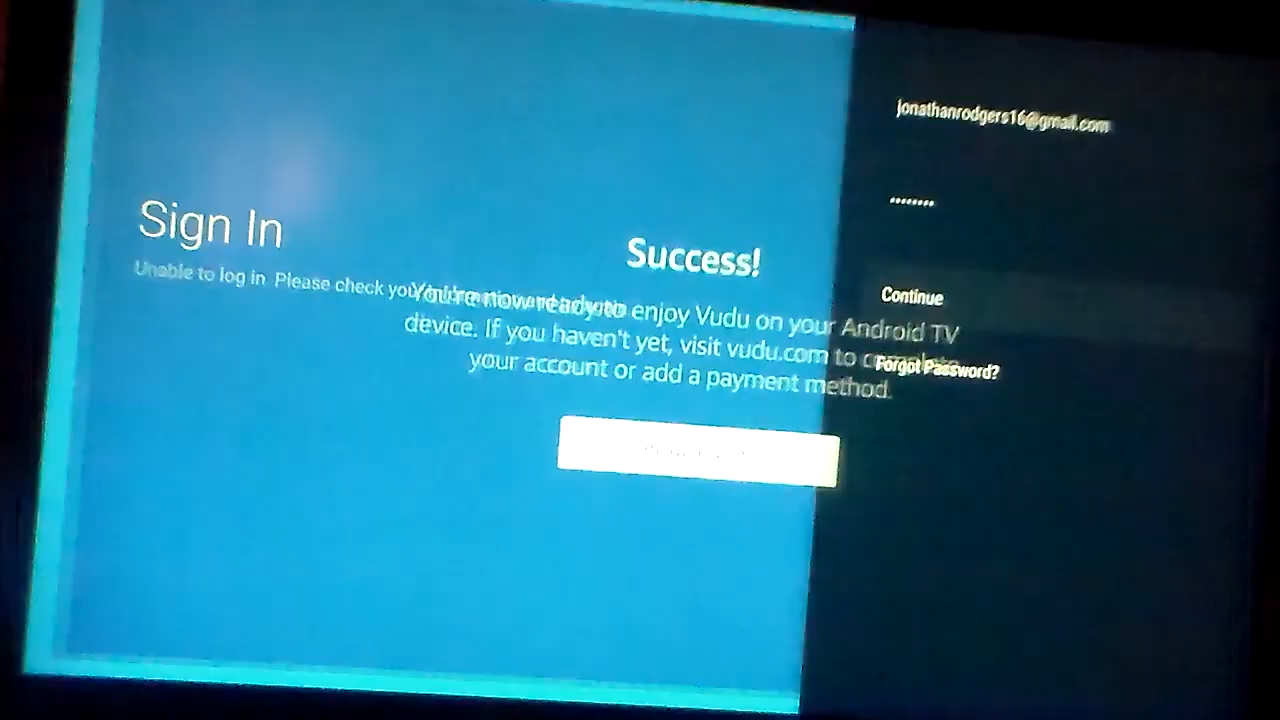 jonathanrodgers16@gmail.com
........
Sign In
Unable to log in Please check your
Success!
You're now ready to enjoy Vudu on your Android TV
device. If you haven't yet, visit vudu.com to complete
your account or add a payment method.
Continue
Forgot Password?